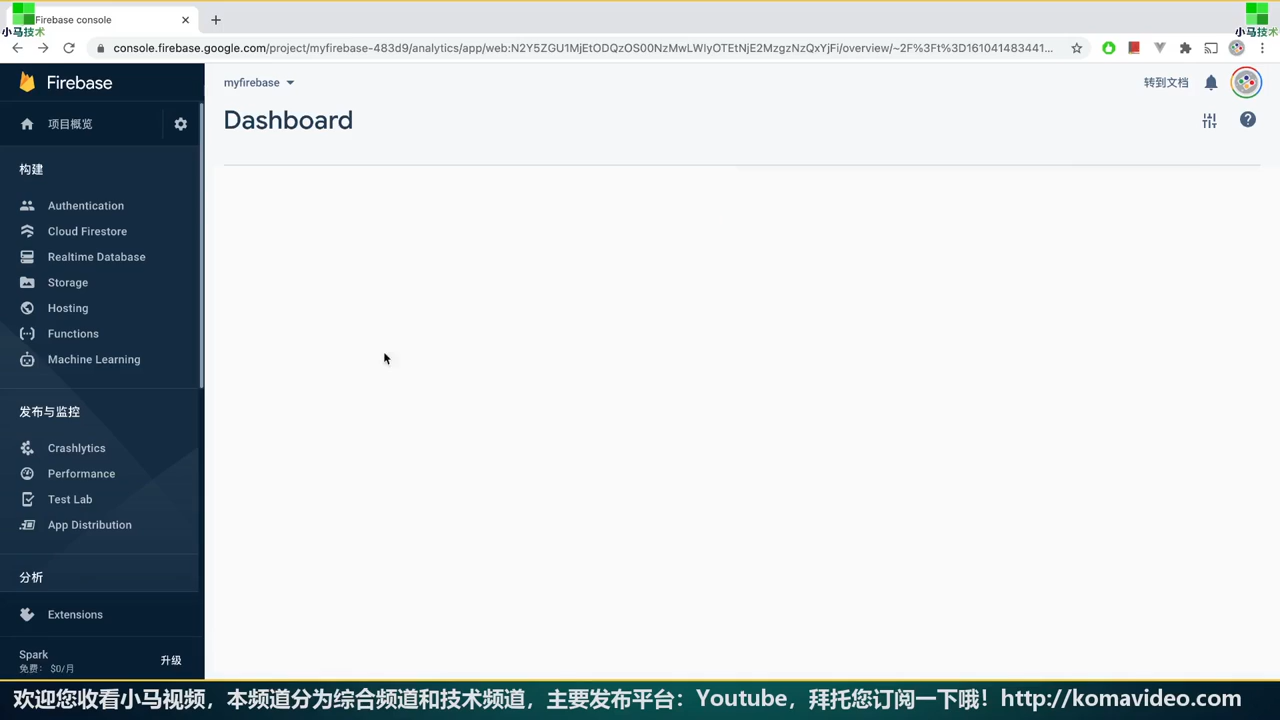 Firebase console
小马技术
小马技术
console.firebase.google.com/project/myfirebase-483d9/analytics/app/web:N2Y5ZGU1MjEtODQzOS00NzMwLWIyOTEtNjE2MzgzNzQxYjFi/overview/~2F%3Ft%3D161041483441...
Firebase
myfirebase
转到文档
Dashboard
项目概览
构建
Authentication
Cloud Firestore
Realtime Database
Storage
Hosting
Functions
Machine Learning
发布与监控
Crashlytics
Performance
Test Lab
App Distribution
分析
Extensions
Spark
免费: $0/月
升级
欢迎您收看小马视频，本频道分为综合频道和技术频道，主要发布平台：Youtube，拜托您订阅一下哦！http://komavideo.com